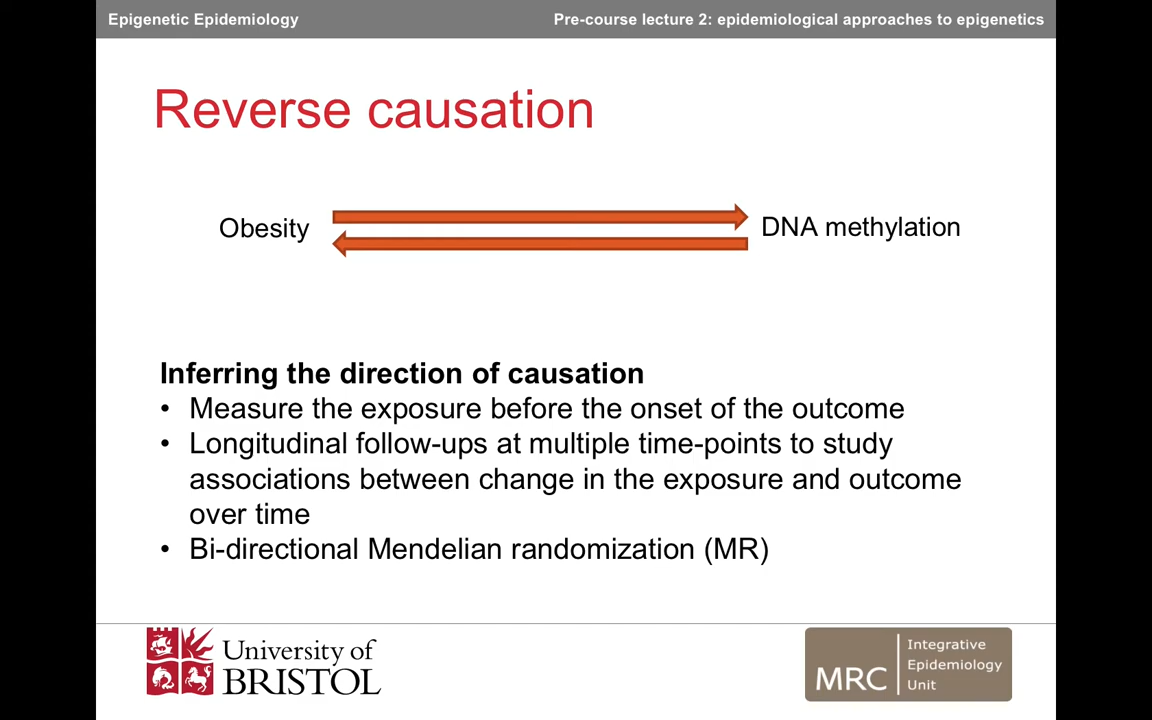 Epigenetic Epidemiology
Pre-course lecture 2: epidemiological approaches to epigenetics
Reverse causation
Obesity
DNA methylation
Inferring the direction of causation
• Measure the exposure before the onset of the outcome
• Longitudinal follow-ups at multiple time-points to study
associations between change in the exposure and outcome
over time
• Bi-directional Mendelian randomization (MR)
University of
BRISTOL
MRC
Integrative
Epidemiology
Unit